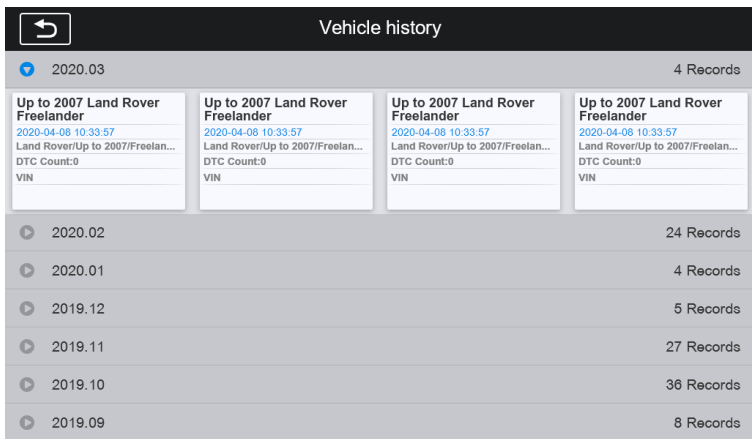 Vehicle history
2020.03 4 Records
Up to 2007 Land Rover Freelander
2020-04-08 10:33:57
Land Rover/Up to 2007/Freelan...
DTC Count:0
VIN
Up to 2007 Land Rover Freelander
2020-04-08 10:33:57
Land Rover/Up to 2007/Freelan...
DTC Count:0
VIN
Up to 2007 Land Rover Freelander
2020-04-08 10:33:57
Land Rover/Up to 2007/Freelan...
DTC Count:0
VIN
Up to 2007 Land Rover Freelander
2020-04-08 10:33:57
Land Rover/Up to 2007/Freelan...
DTC Count:0
VIN
2020.02 24 Records
2020.01 4 Records
2019.12 5 Records
2019.11 27 Records
2019.10 36 Records
2019.09 8 Records